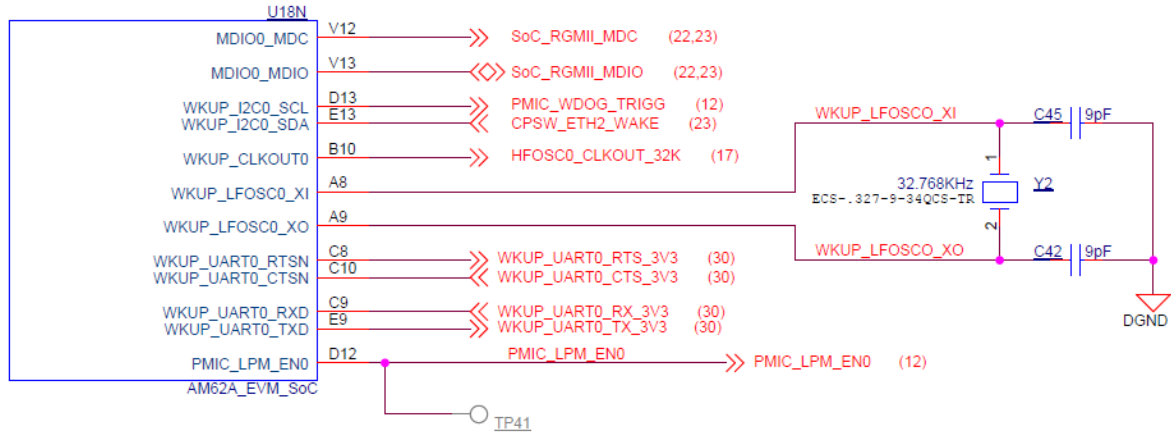 U18N
MDIO0_MDC V12 SoC_RGMII_MDC (22,23)
MDIO0_MDIO V13 SoC_RGMII_MDIO (22,23)
WKUP_I2C0_SCL D13 PMIC_WDOG_TRIGG (12)
WKUP_I2C0_SDA E13 CPSW_ETH2_WAKE (23)
WKUP_CLKOUT0 B10 HFOSC0_CLKOUT_32K (17)
WKUP_LFOSC0_XI A8
WKUP_LFOSC0_XO A9
WKUP_UART0_RTSN C8 WKUP_UART0_RTS_3V3 (30)
WKUP_UART0_CTSN C10 WKUP_UART0_CTS_3V3 (30)
WKUP_UART0_RXD C9 WKUP_UART0_RX_3V3 (30)
WKUP_UART0_TXD E9 WKUP_UART0_TX_3V3 (30)
PMIC_LPM_EN0 D12 PMIC_LPM_EN0 PMIC_LPM_EN0 (12)
AM62A_EVM_SoC
TP41
WKUP_LFOSCO_XI C45 9pF
1
32.768KHz Y2
ECS-.327-9-34QCS-TR
2
WKUP_LFOSCO_XO C42 9pF
DGND